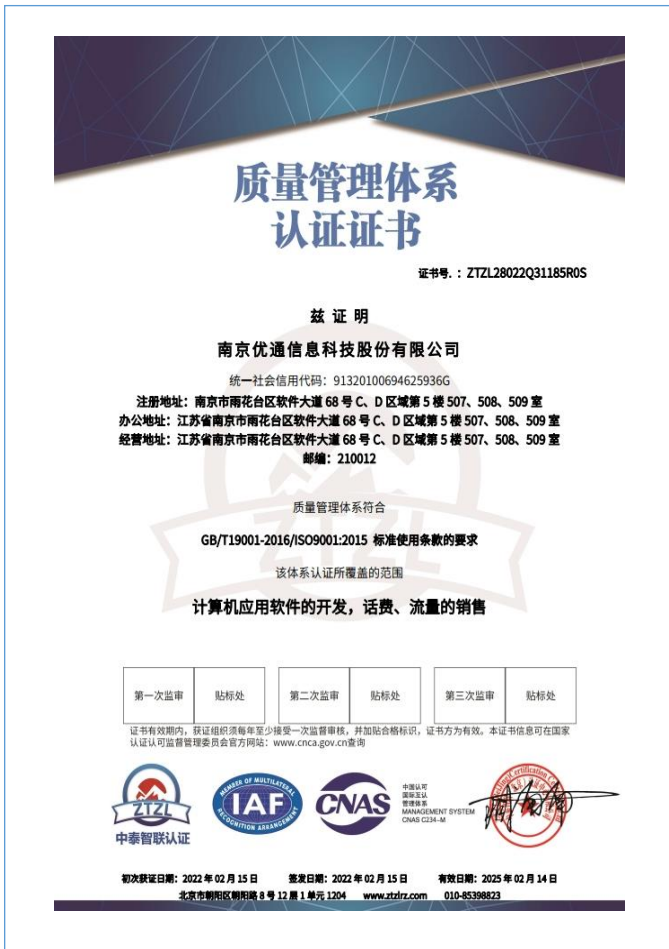 质量管理体系
认证证书
证书号.：ZTZL28022Q31185R0S
兹证明
南京优通信息科技股份有限公司
统一社会信用代码：91320100694625936G
注册地址：南京市雨花台区软件大道 68 号 C、D 区域第 5 楼 507、508、509 室
办公地址：江苏省南京市雨花台区软件大道 68 号 C、D 区域第 5 楼 507、508、509 室
经营地址：江苏省南京市雨花台区软件大道 68 号 C、D 区域第 5 楼 507、508、509 室
邮编：210012
ZTZL
质量管理体系符合
GB/T19001-2016/ISO9001:2015 标准使用条款的要求
该体系认证所覆盖的范围
计算机应用软件的开发，话费、流量的销售
第一次监审 贴标处 第二次监审 贴标处 第三次监审 贴标处
证书有效期内，获证组织须每年至少接受一次监督审核，并加贴合格标识，证书方为有效。本证书信息可在国家
认证认可监督管理委员会官方网站：www.cnca.gov.cn查询
ZTZL
中泰智联认证
MEMBER OF MULTILATERAL
IAF
RECOGNITION ARRANGEMENT
CNAS
中国认可
国际互认
管理体系
MANAGEMENT SYSTEM
CNAS C234-M
初次获证日期：2022 年 02 月 15 日 签发日期：2022 年 02 月 15 日 有效日期：2025 年 02 月 14 日
北京市朝阳区朝阳路 8 号 12 层 1 单元 1204 www.ztzlrz.com 010-85398823